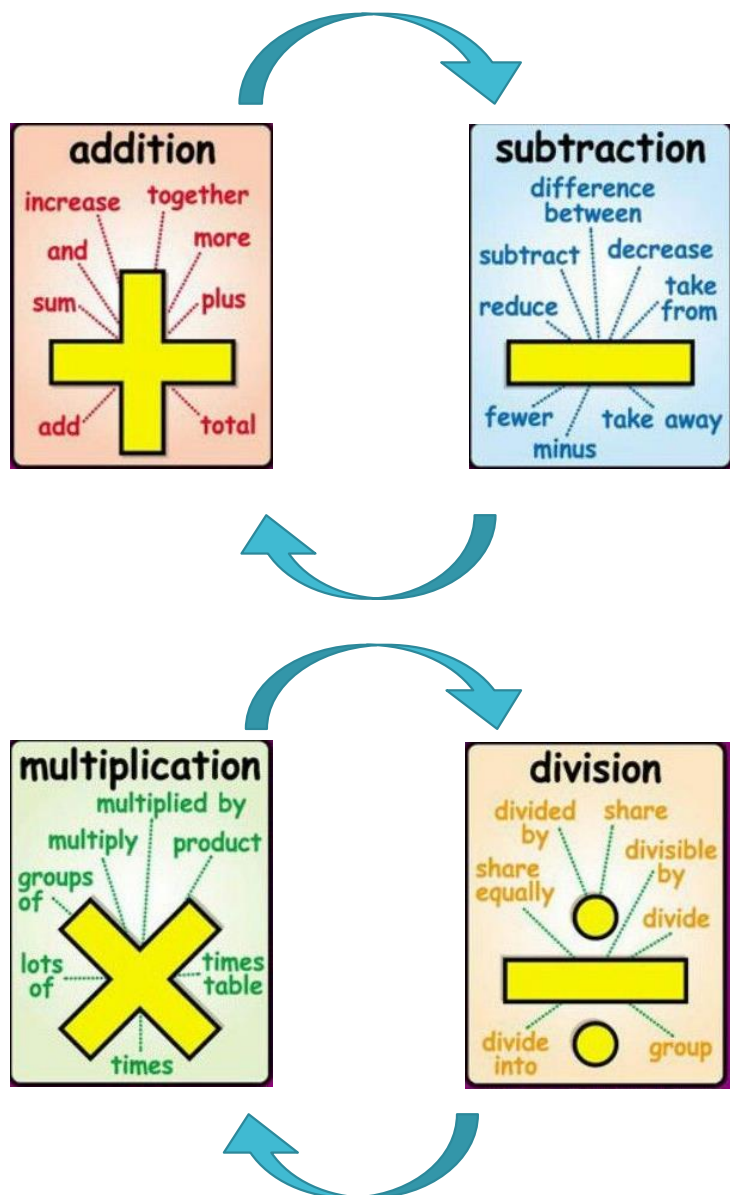 addition
increase together
and more
sum plus
add total
subtraction
difference
between
subtract decrease
reduce take
from
fewer take away
minus
multiplication
multiplied by
multiply product
groups
of
lots
of
times
table
times
division
divided
by
share
share
equally
divisible
by
divide
divide
into
group